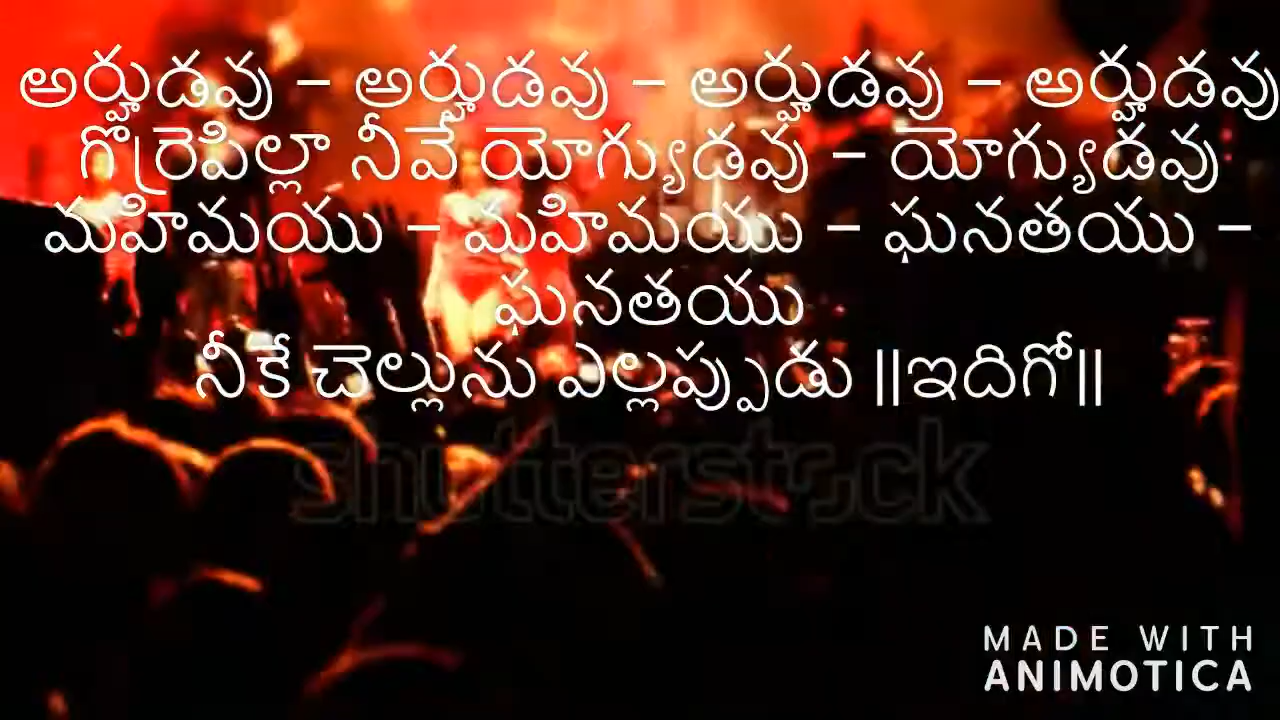 అర్హుడవు – అర్హుడవు – అర్హుడవు – అర్హుడవు
గొర్రెపిల్లా నీవే యోగ్యుడవు – యోగ్యుడవు
మహిమయు – మహిమయు – ఘనతయు –
ఘనతయు
నీకే చెల్లును ఎల్లప్పుడు ||ఇదిగో||
shutterstock
MADE WITH
ANIMOTICA